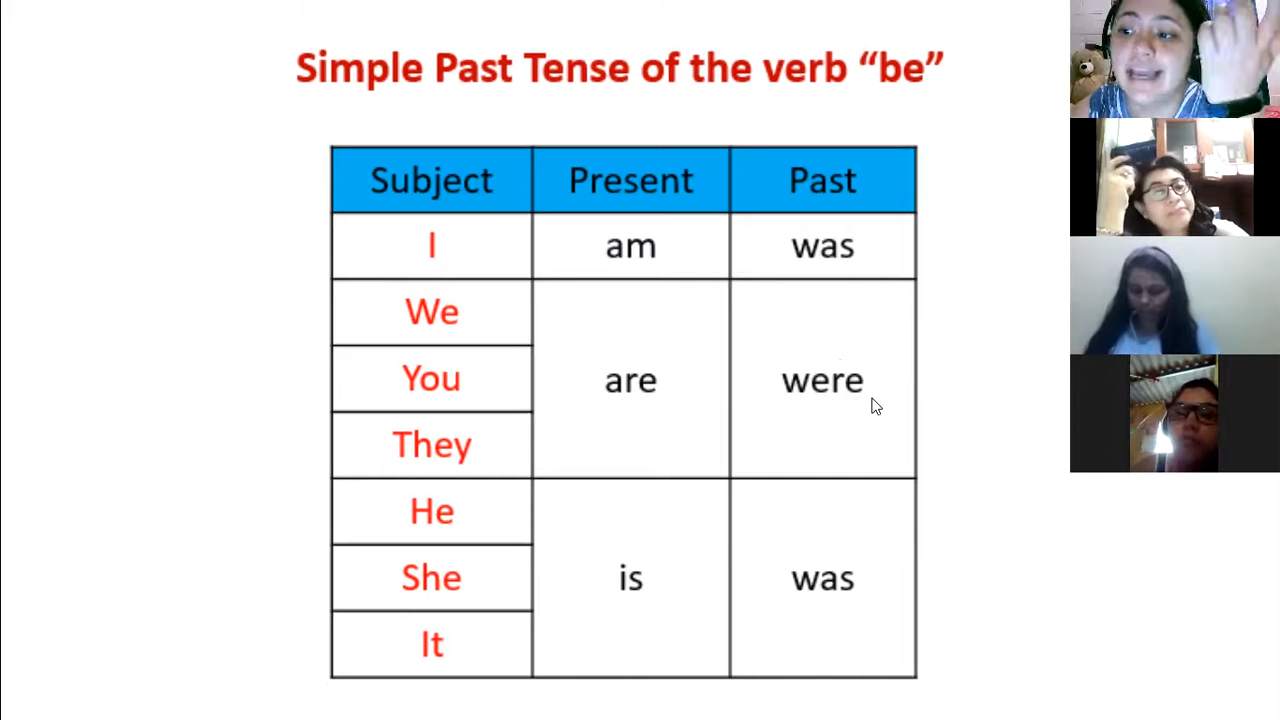 Simple Past Tense of the verb “be”
Subject Present Past
I am was
We
You are were
They
He
She is was
It